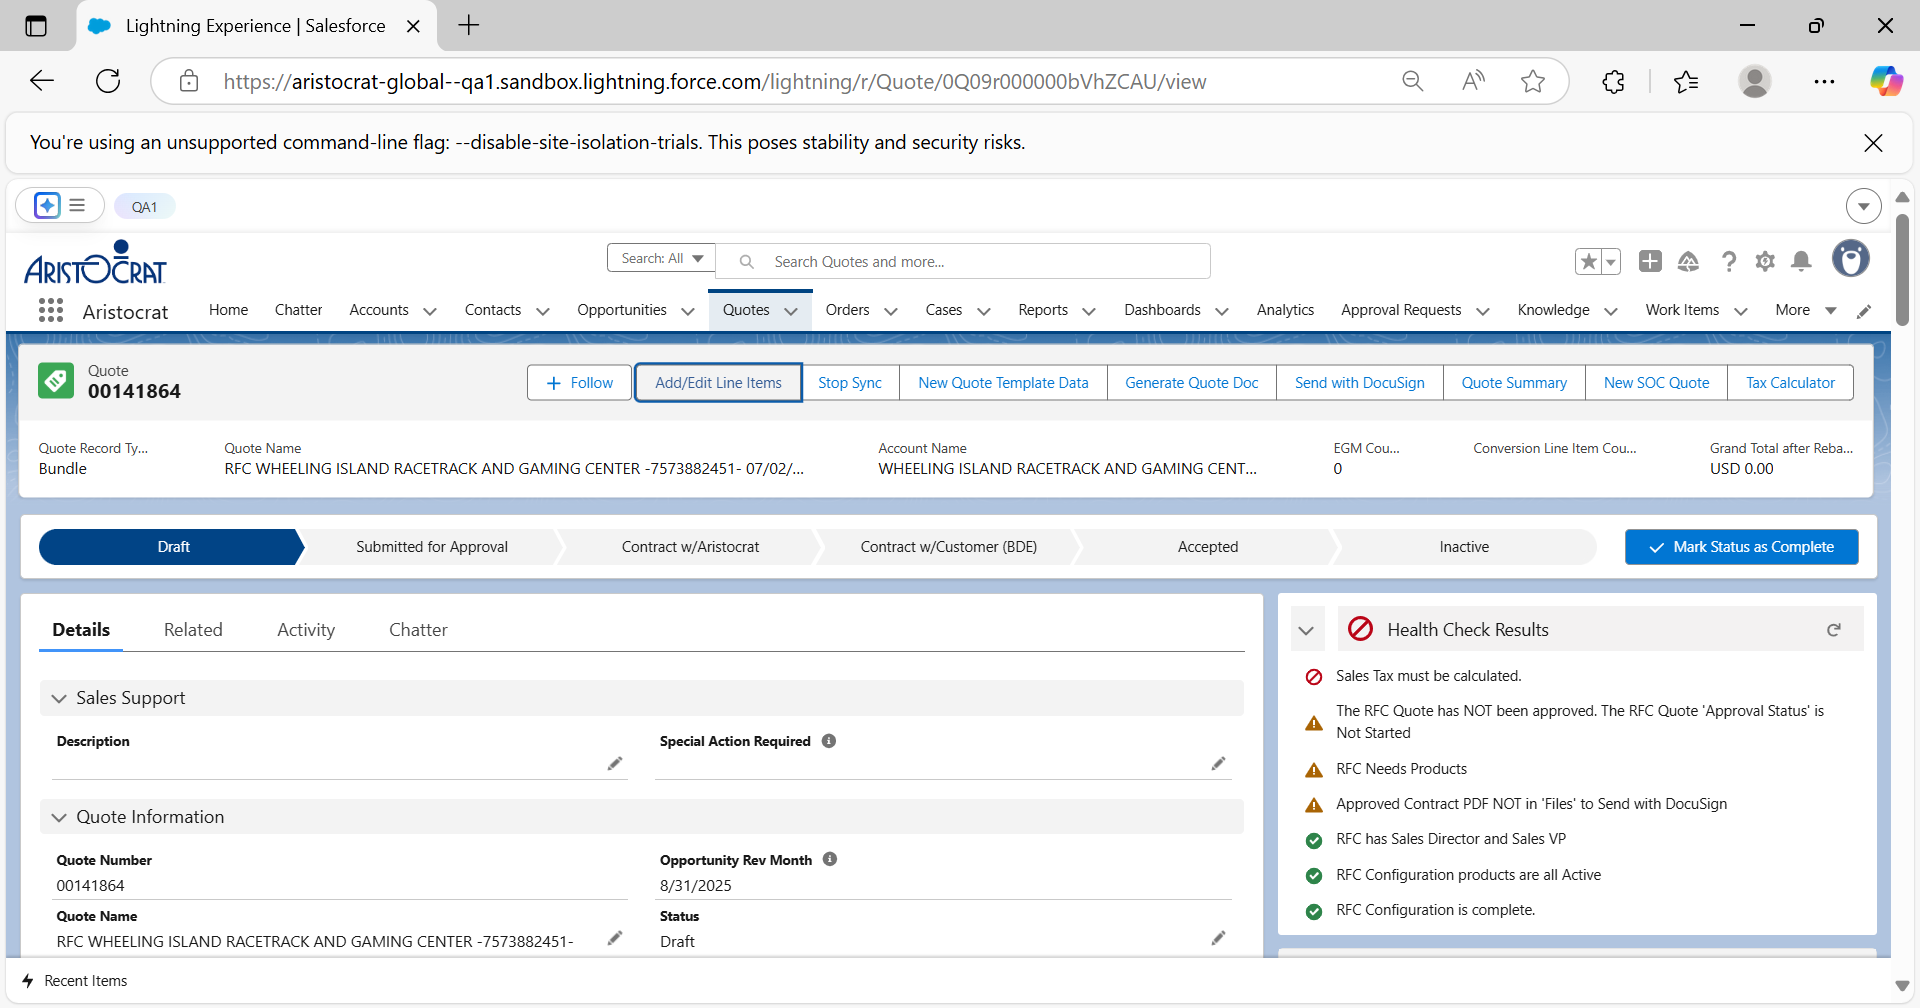 Lightning Experience | Salesforce
https://aristocrat-global--qa1.sandbox.lightning.force.com/lightning/r/Quote/0Q09r000000bVhZCAU/view
You're using an unsupported command-line flag: --disable-site-isolation-trials. This poses stability and security risks.
QA1
ARISTOCRAT
Search: All
Search Quotes and more...
Aristocrat
Home
Chatter
Accounts
Contacts
Opportunities
Quotes
Orders
Cases
Reports
Dashboards
Analytics
Approval Requests
Knowledge
Work Items
More
Quote
00141864
Follow
Add/Edit Line Items
Stop Sync
New Quote Template Data
Generate Quote Doc
Send with DocuSign
Quote Summary
New SOC Quote
Tax Calculator
Quote Record Ty...
Bundle
Quote Name
RFC WHEELING ISLAND RACETRACK AND GAMING CENTER -7573882451- 07/02/...
Account Name
WHEELING ISLAND RACETRACK AND GAMING CENT...
EGM Cou...
0
Conversion Line Item Cou...
Grand Total after Reba...
USD 0.00
Draft
Submitted for Approval
Contract w/Aristocrat
Contract w/Customer (BDE)
Accepted
Inactive
Mark Status as Complete
Details
Related
Activity
Chatter
Sales Support
Description
Special Action Required
Quote Information
Quote Number
00141864
Opportunity Rev Month
8/31/2025
Quote Name
RFC WHEELING ISLAND RACETRACK AND GAMING CENTER -7573882451-
Status
Draft
Health Check Results
Sales Tax must be calculated.
The RFC Quote has NOT been approved. The RFC Quote 'Approval Status' is
Not Started
RFC Needs Products
Approved Contract PDF NOT in 'Files' to Send with DocuSign
RFC has Sales Director and Sales VP
RFC Configuration products are all Active
RFC Configuration is complete.
Recent Items